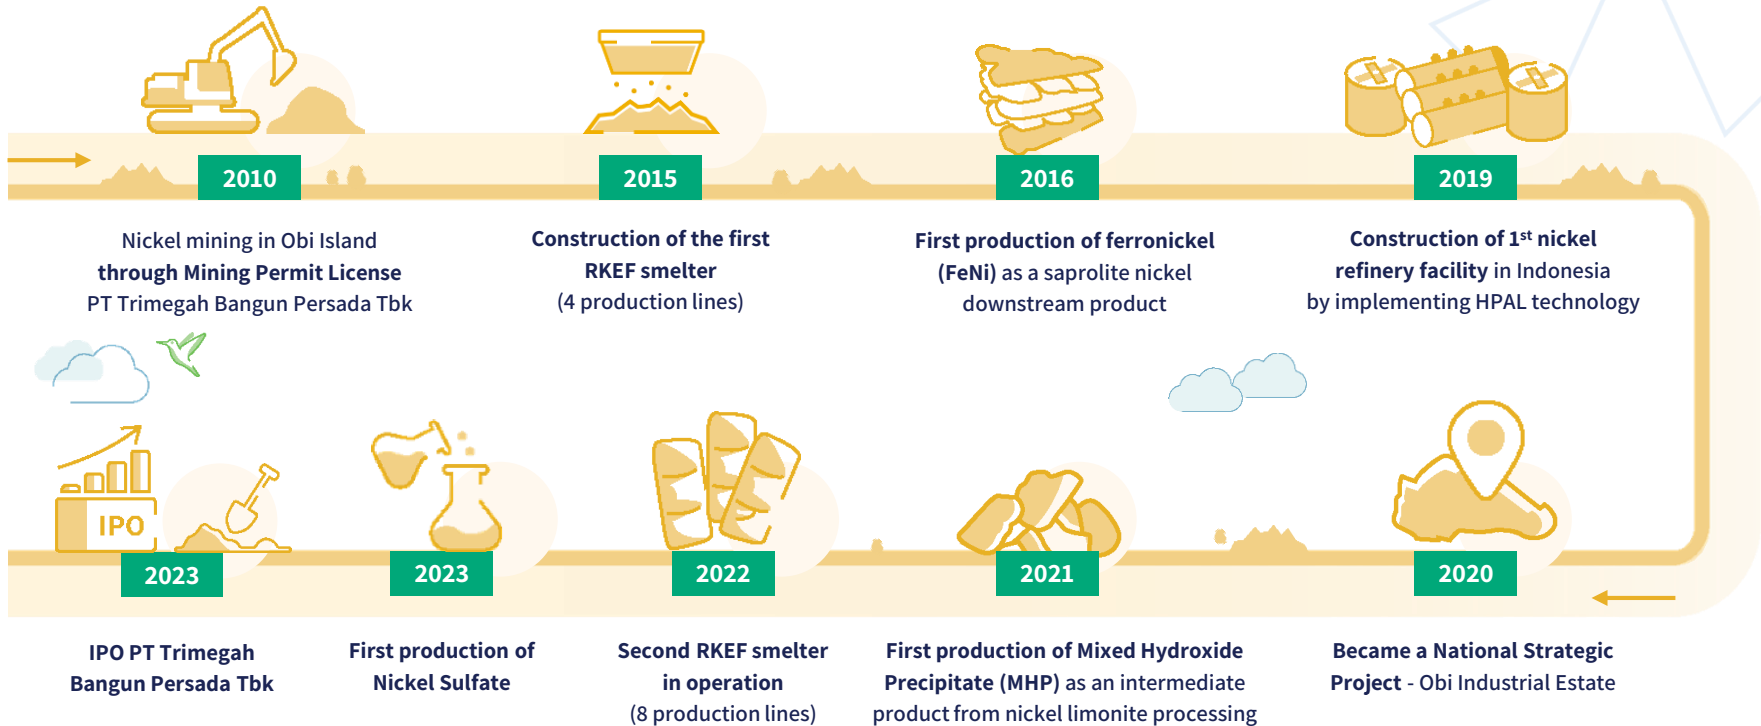 2010
Nickel mining in Obi Island
through Mining Permit License
PT Trimegah Bangun Persada Tbk
2015
Construction of the first
RKEF smelter
(4 production lines)
2016
First production of ferronickel
(FeNi) as a saprolite nickel
downstream product
2019
Construction of 1st nickel
refinery facility in Indonesia
by implementing HPAL technology
2020
Became a National Strategic
Project - Obi Industrial Estate
2021
First production of Mixed Hydroxide
Precipitate (MHP) as an intermediate
product from nickel limonite processing
2022
Second RKEF smelter
in operation
(8 production lines)
2023
First production of
Nickel Sulfate
IPO
2023
IPO PT Trimegah
Bangun Persada Tbk